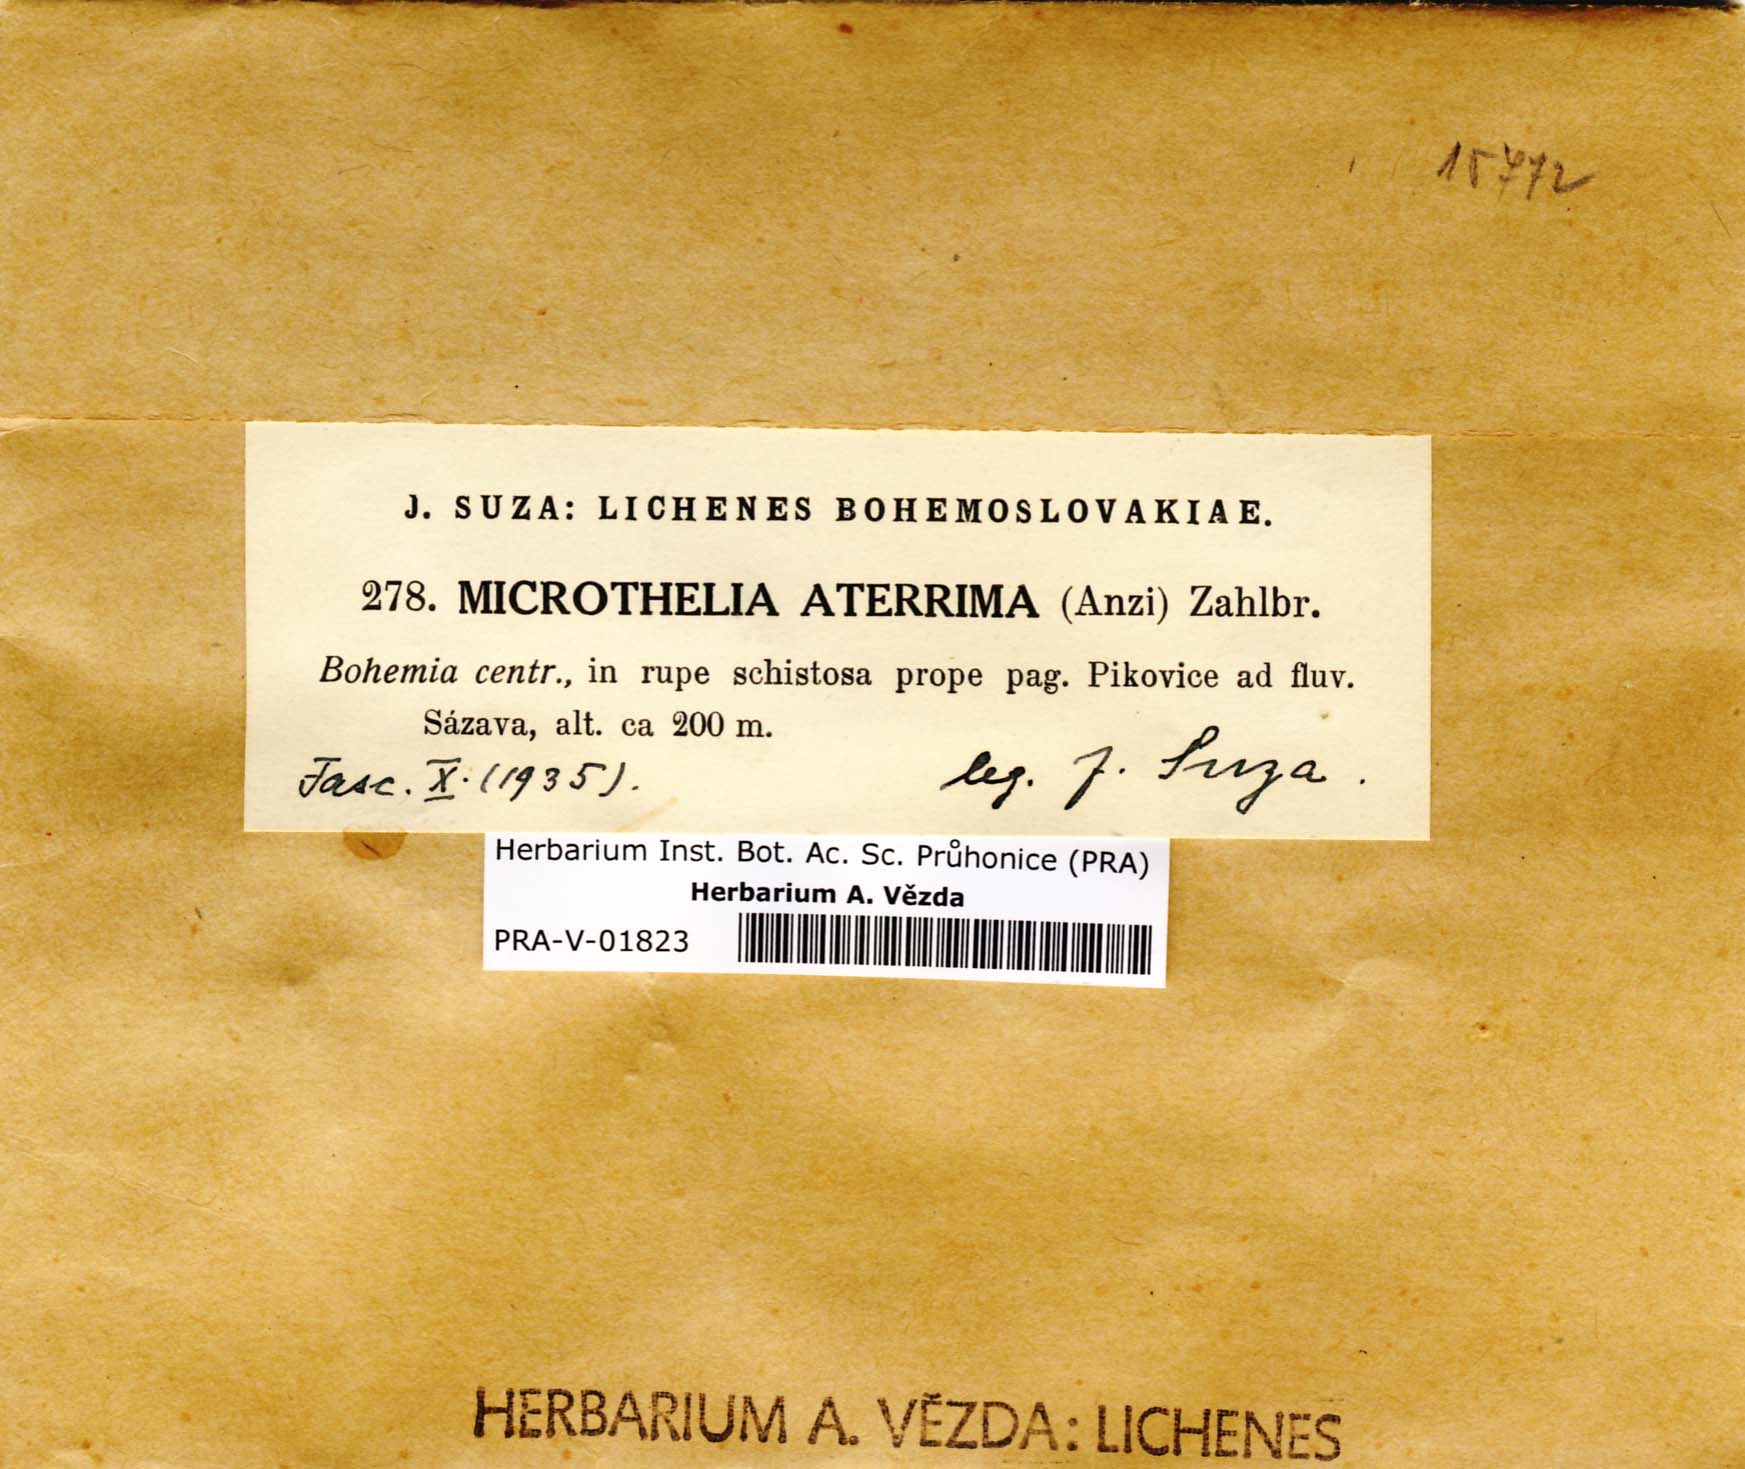 15772
J. SUZA: LICHENES BOHEMOSLOVAKIAE.
278. MICROTHELIA ATERRIMA (Anzi) Zahlbr.
Bohemia centr., in rupe schistosa prope pag. Pikovice ad fluv.
Sázava, alt. ca 200 m.
Fasc. X. (1935). leg. J. Suza.
Herbarium Inst. Bot. Ac. Sc. Průhonice (PRA)
Herbarium A. Vězda
PRA-V-01823
HERBARIUM A. VĚZDA: LICHENES